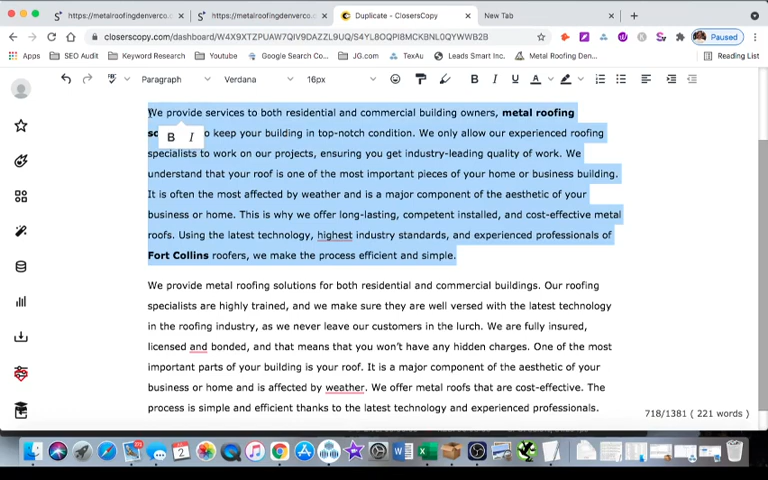 https://metalroofingdenverco.c
https://metalroofingdenverco.c
Duplicate - ClosersCopy
New Tab
closerscopy.com/dashboard/W4X9XTZPUAW7QIV9DAZZL9UQ/S4YL8OQPI8MCKBNL0QYWWB2B
Paused
Apps
SEO Audit
Keyword Research
Youtube
Google Search Co...
JG.com
TexAu
Leads Smart Inc.
Metal Roofing Den...
Reading List
Paragraph
Verdana
16px
B I U A
We provide services to both residential and commercial building owners, metal roofing
so
o keep your building in top-notch condition. We only allow our experienced roofing
B I
specialists to work on our projects, ensuring you get industry-leading quality of work. We
understand that your roof is one of the most important pieces of your home or business building.
It is often the most affected by weather and is a major component of the aesthetic of your
business or home. This is why we offer long-lasting, competent installed, and cost-effective metal
roofs. Using the latest technology, highest industry standards, and experienced professionals of
Fort Collins roofers, we make the process efficient and simple.
We provide metal roofing solutions for both residential and commercial buildings. Our roofing
specialists are highly trained, and we make sure they are well versed with the latest technology
in the roofing industry, as we never leave our customers in the lurch. We are fully insured,
licensed and bonded, and that means that you won't have any hidden charges. One of the most
important parts of your building is your roof. It is a major component of the aesthetic of your
business or home and is affected by weather. We offer metal roofs that are cost-effective. The
process is simple and efficient thanks to the latest technology and experienced professionals.
718/1381 ( 221 words )